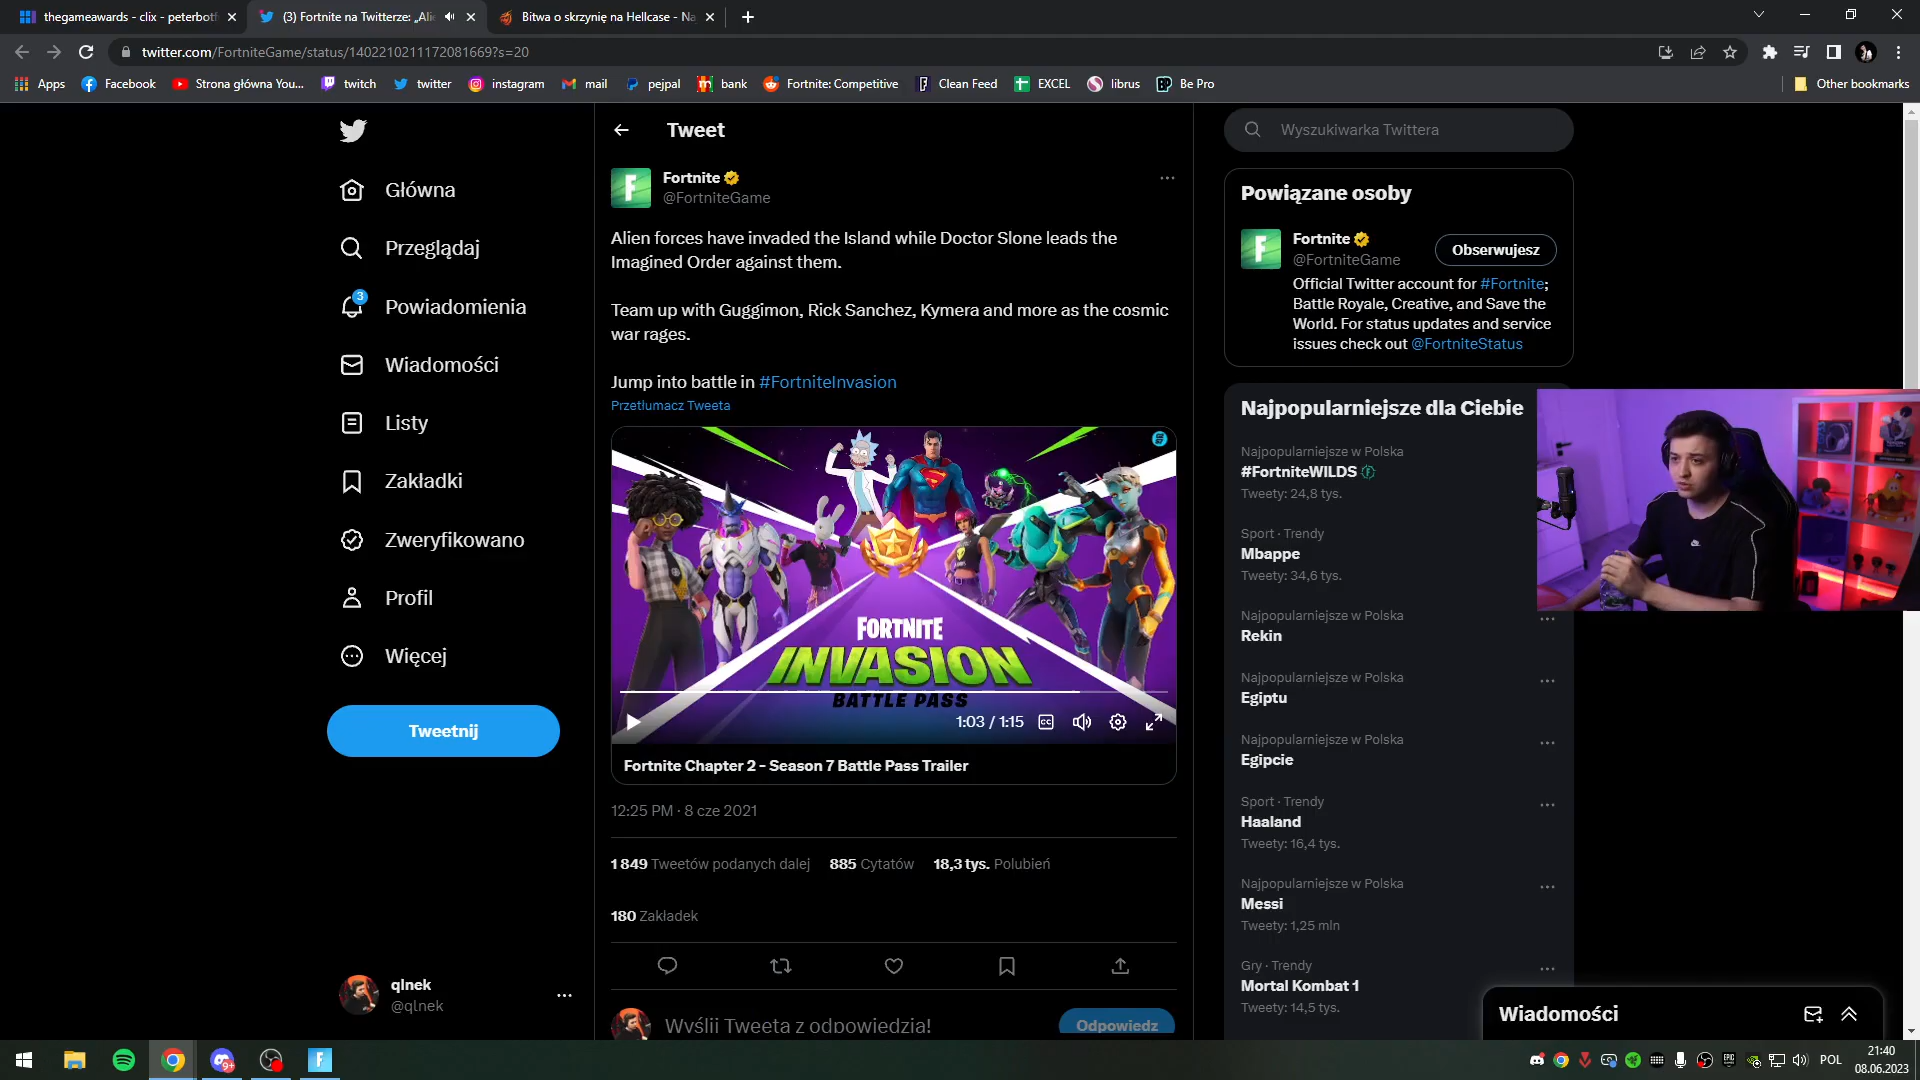 thegameawards - clix - peterbotf
(3) Fortnite na Twitterze: „Alie
Bitwa o skrzynię na Hellcase - Na
twitter.com/FortniteGame/status/1402210211172081669?s=20
Apps
Facebook
Strona główna You...
twitch
twitter
instagram
mail
pejpal
bank
Fortnite: Competitive
Clean Feed
EXCEL
librus
Be Pro
Other bookmarks
Główna
Przeglądaj
3
Powiadomienia
Wiadomości
Listy
Zakładki
Zweryfikowano
Profil
Więcej
Tweetnij
qlnek
@qlnek
Tweet
Fortnite
@FortniteGame
Alien forces have invaded the Island while Doctor Slone leads the
Imagined Order against them.
Team up with Guggimon, Rick Sanchez, Kymera and more as the cosmic
war rages.
Jump into battle in #FortniteInvasion
Przetłumacz Tweeta
FORTNITE
INVASION
BATTLE PASS
1:03 / 1:15
Fortnite Chapter 2 - Season 7 Battle Pass Trailer
12:25 PM · 8 cze 2021
1 849 Tweetów podanych dalej 885 Cytatów 18,3 tys. Polubień
180 Zakładek
Wyślij Tweeta z odpowiedzią!
Odpowiedz
Wyszukiwarka Twittera
Powiązane osoby
Fortnite
@FortniteGame
Obserwujesz
Official Twitter account for #Fortnite;
Battle Royale, Creative, and Save the
World. For status updates and service
issues check out @FortniteStatus
Najpopularniejsze dla Ciebie
Najpopularniejsze w Polska
#FortniteWILDS
Tweety: 24,8 tys.
Sport · Trendy
Mbappe
Tweety: 34,6 tys.
Najpopularniejsze w Polska
Rekin
Najpopularniejsze w Polska
Egiptu
Najpopularniejsze w Polska
Egipcie
Sport · Trendy
Haaland
Tweety: 16,4 tys.
Najpopularniejsze w Polska
Messi
Tweety: 1,25 mln
Gry · Trendy
Mortal Kombat 1
Tweety: 14,5 tys.
Wiadomości
9+
POL
21:40
08.06.2023